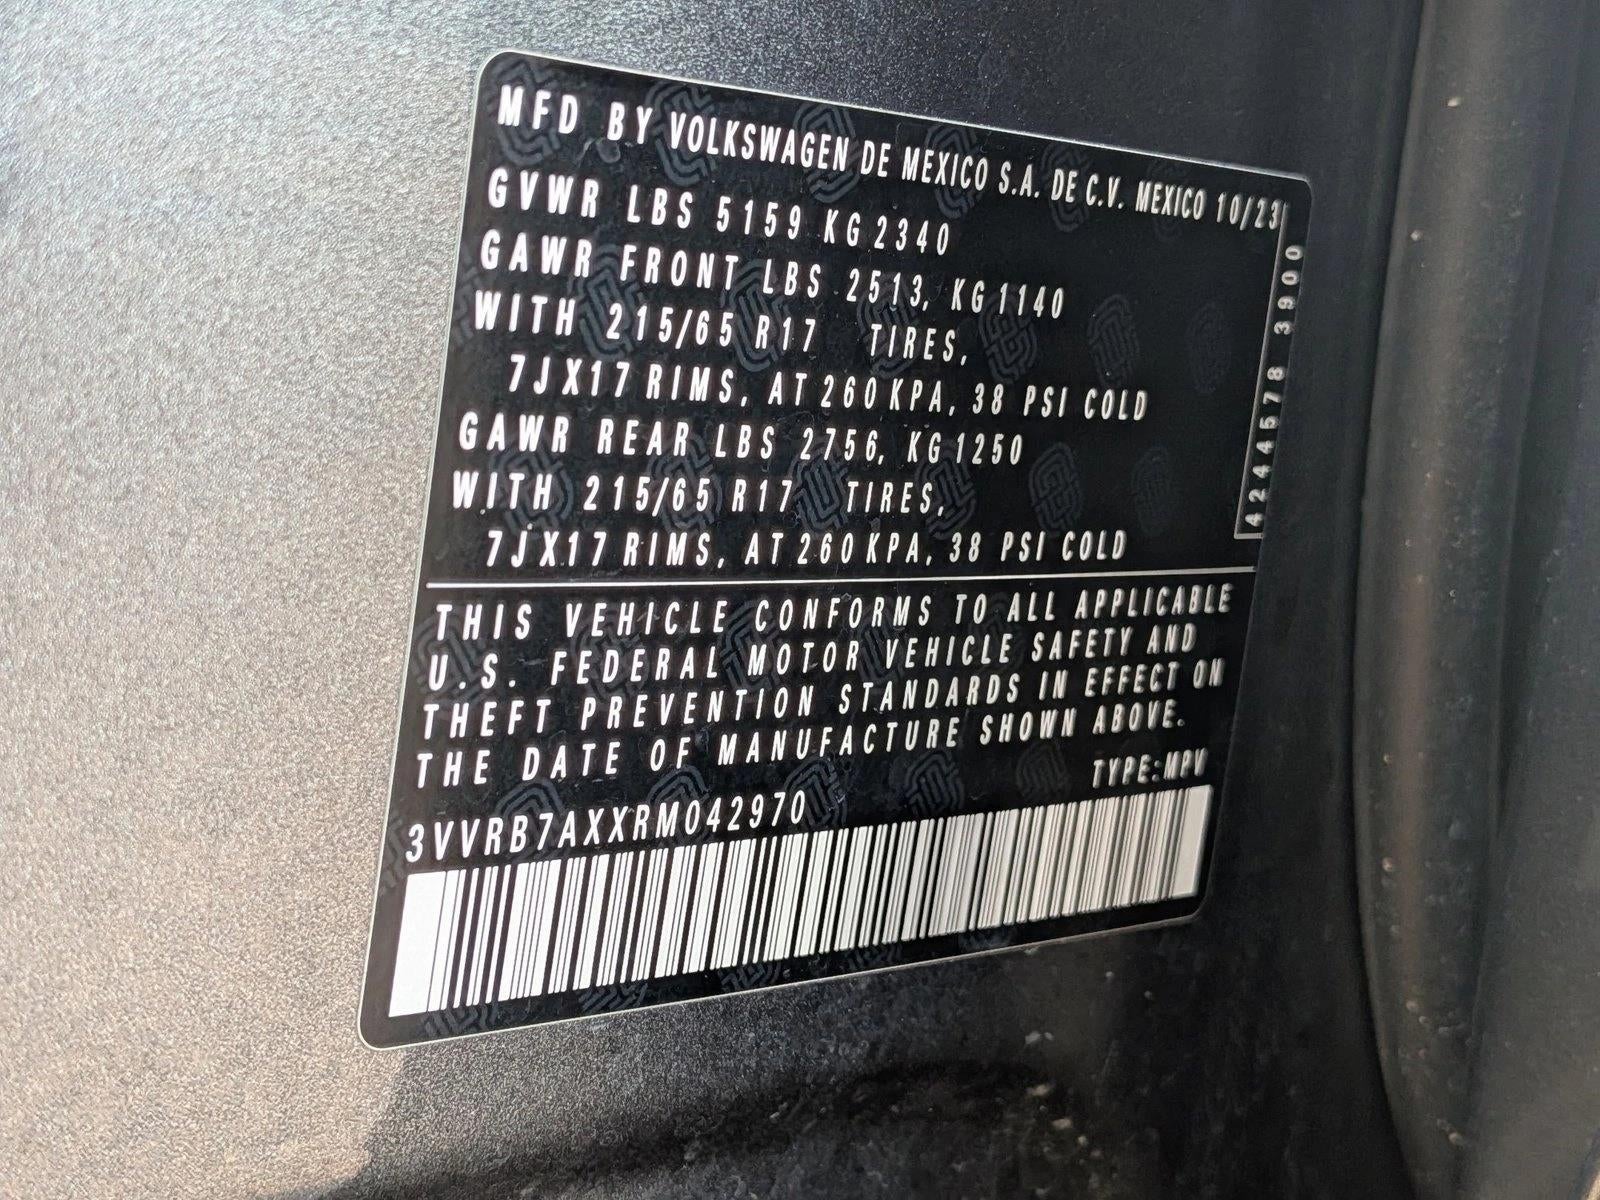 MFD BY VOLKSWAGEN DE MEXICO S.A. DE C.V. MEXICO 10/23
GVWR LBS 5159 KG 2340
GAWR FRONT LBS 2513, KG 1140
WITH 215/65 R17 TIRES,
7JX17 RIMS, AT 260 KPA, 38 PSI COLD
GAWR REAR LBS 2756, KG 1250
WITH 215/65 R17 TIRES,
7JX17 RIMS, AT 260 KPA, 38 PSI COLD
4244578 3900
THIS VEHICLE CONFORMS TO ALL APPLICABLE
U.S. FEDERAL MOTOR VEHICLE SAFETY AND
THEFT PREVENTION STANDARDS IN EFFECT ON
THE DATE OF MANUFACTURE SHOWN ABOVE.
TYPE:MPV
3VVRB7AXXRM042970